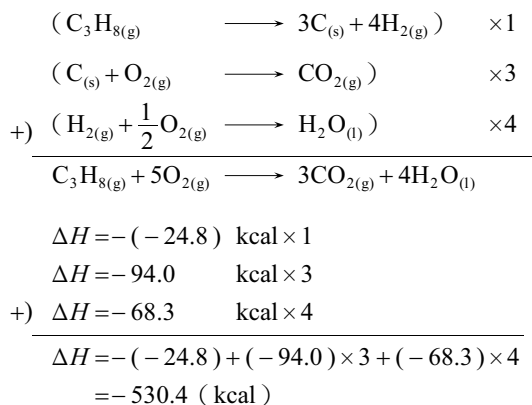 ( C₃H₈₍g₎ ⟶ 3C₍s₎ + 4H₂₍g₎ ) ×1
( C₍s₎ + O₂₍g₎ ⟶ CO₂₍g₎ ) ×3
+) ( H₂₍g₎ + 1/2 O₂₍g₎ ⟶ H₂O₍l₎ ) ×4
C₃H₈₍g₎ + 5O₂₍g₎ ⟶ 3CO₂₍g₎ + 4H₂O₍l₎
ΔH = − ( − 24.8 ) kcal × 1
ΔH = − 94.0 kcal × 3
+) ΔH = − 68.3 kcal × 4
ΔH = − ( − 24.8 ) + ( − 94.0 ) × 3 + ( − 68.3 ) × 4
= − 530.4 ( kcal )